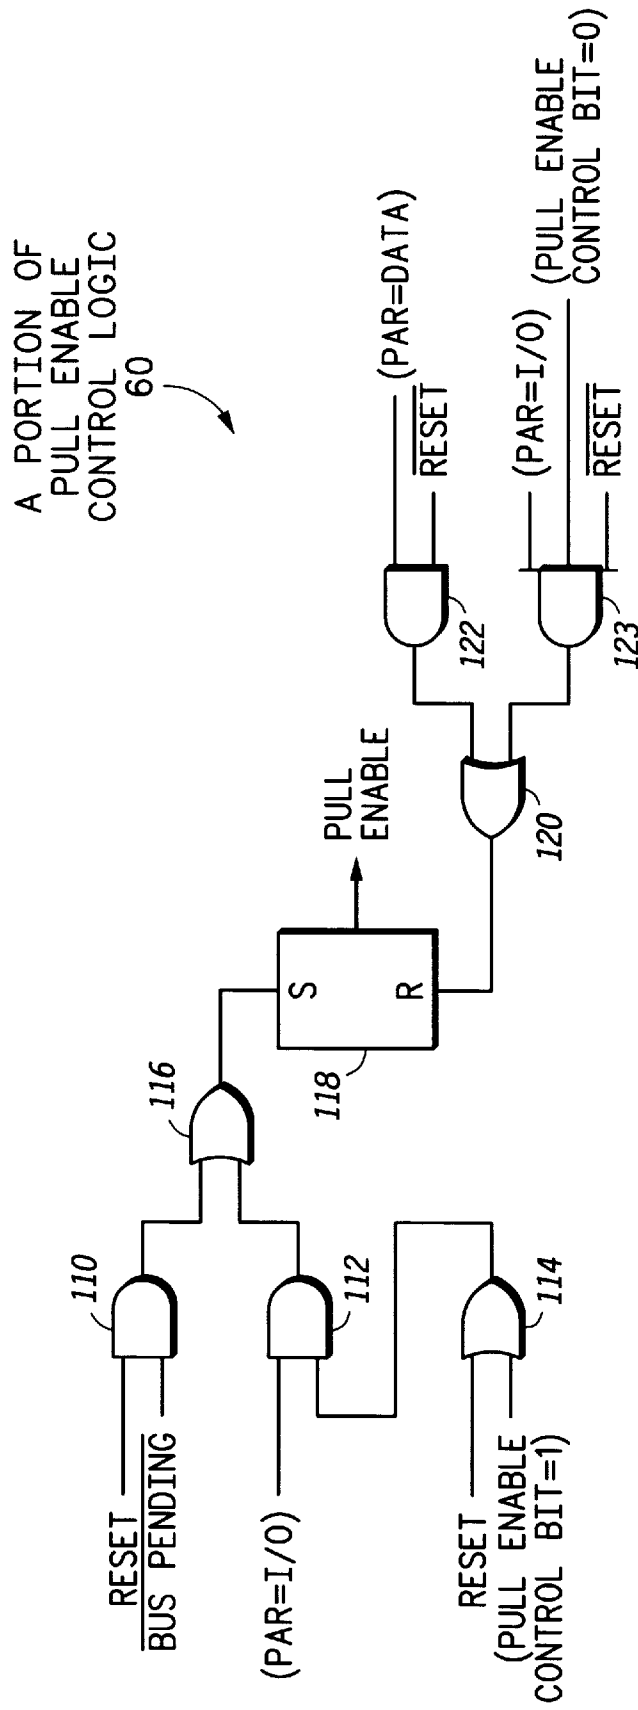 A PORTION OF
PULL ENABLE
CONTROL LOGIC
60
RESET
BUS PENDING
110
(PAR=I/O)
112
RESET
(PULL ENABLE
CONTROL BIT=1)
114
116
S
R
118
PULL
ENABLE
120
122
(PAR=DATA)
RESET
123
(PAR=I/O)
(PULL ENABLE
CONTROL BIT=0)
RESET